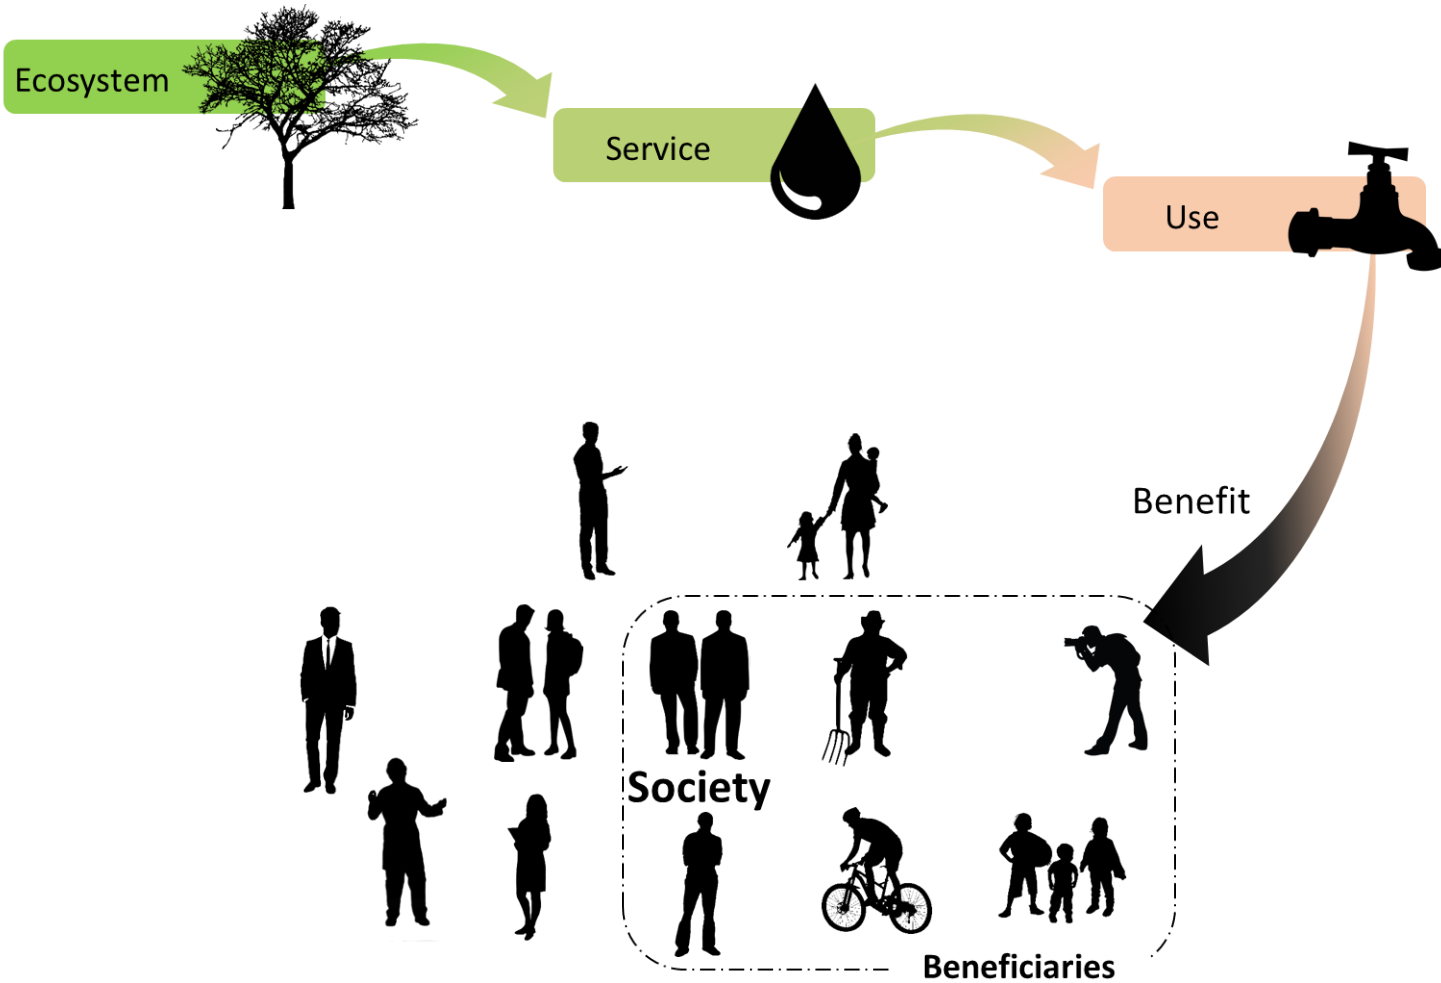 Ecosystem
Service
Use
Benefit
Society
Beneficiaries